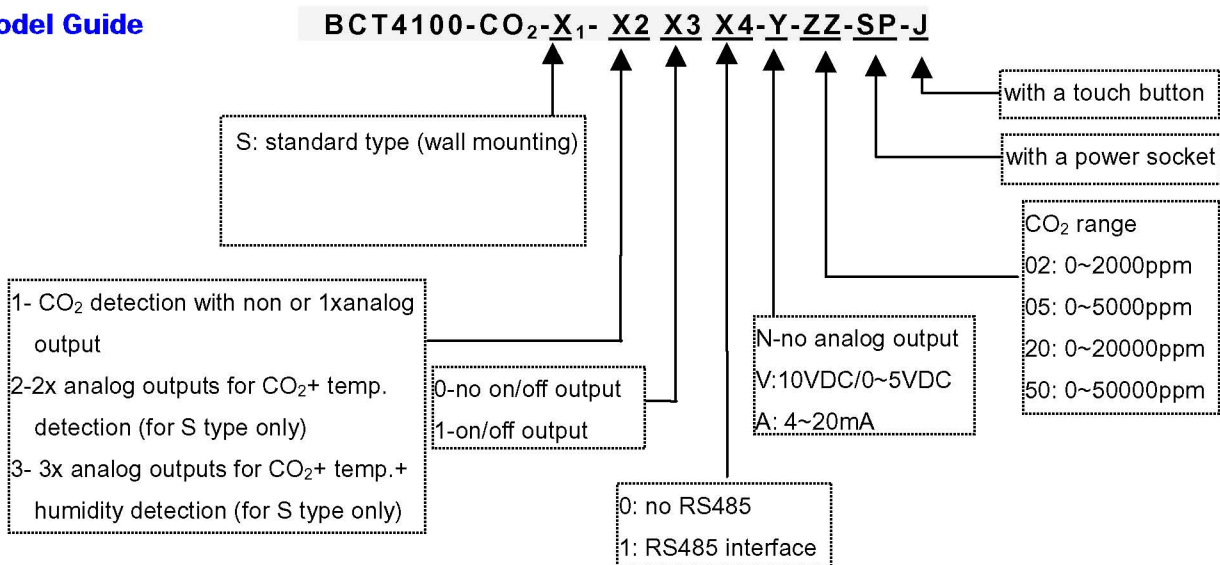 odel Guide
BCT4100-CO₂-X₁- X2 X3 X4-Y-ZZ-SP-J
with a touch button
S: standard type (wall mounting)
with a power socket
CO₂ range
02: 0~2000ppm
05: 0~5000ppm
20: 0~20000ppm
50: 0~50000ppm
1- CO₂ detection with non or 1xanalog
output
2-2x analog outputs for CO₂+ temp.
detection (for S type only)
3- 3x analog outputs for CO₂+ temp.+
humidity detection (for S type only)
0-no on/off output
1-on/off output
N-no analog output
V:10VDC/0~5VDC
A: 4~20mA
0: no RS485
1: RS485 interface